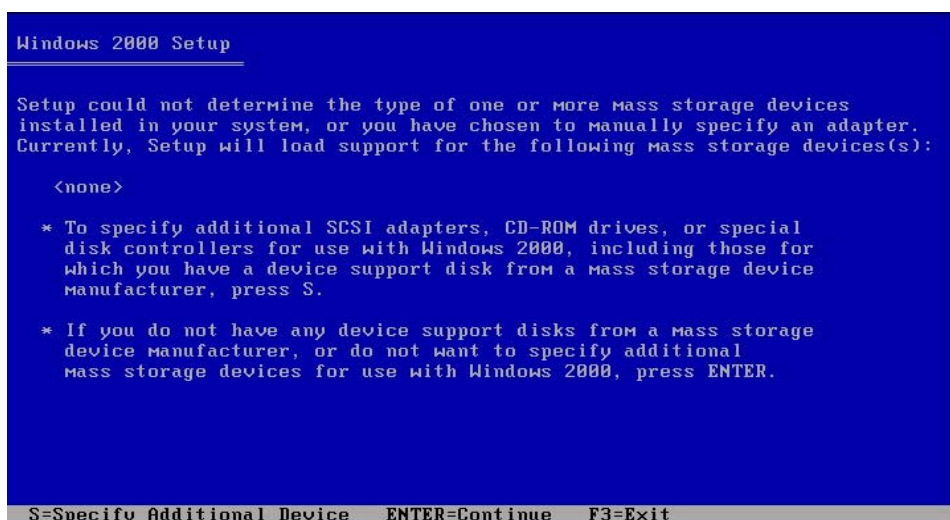 Windows 2000 Setup
Setup could not determine the type of one or more mass storage devices
installed in your system, or you have chosen to manually specify an adapter.
Currently, Setup will load support for the following mass storage devices(s):
<none>
* To specify additional SCSI adapters, CD-ROM drives, or special
disk controllers for use with Windows 2000, including those for
which you have a device support disk from a mass storage device
manufacturer, press S.
* If you do not have any device support disks from a mass storage
device manufacturer, or do not want to specify additional
mass storage devices for use with Windows 2000, press ENTER.
S=Specify Additional Device ENTER=Continue F3=Exit